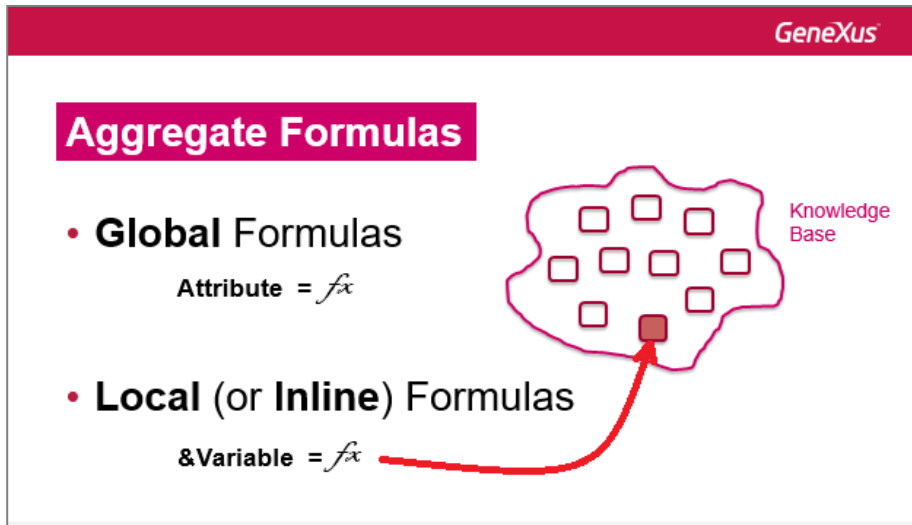 GeneXus
Aggregate Formulas
• Global Formulas
Attribute = fx
Knowledge
Base
• Local (or Inline) Formulas
&Variable = fx